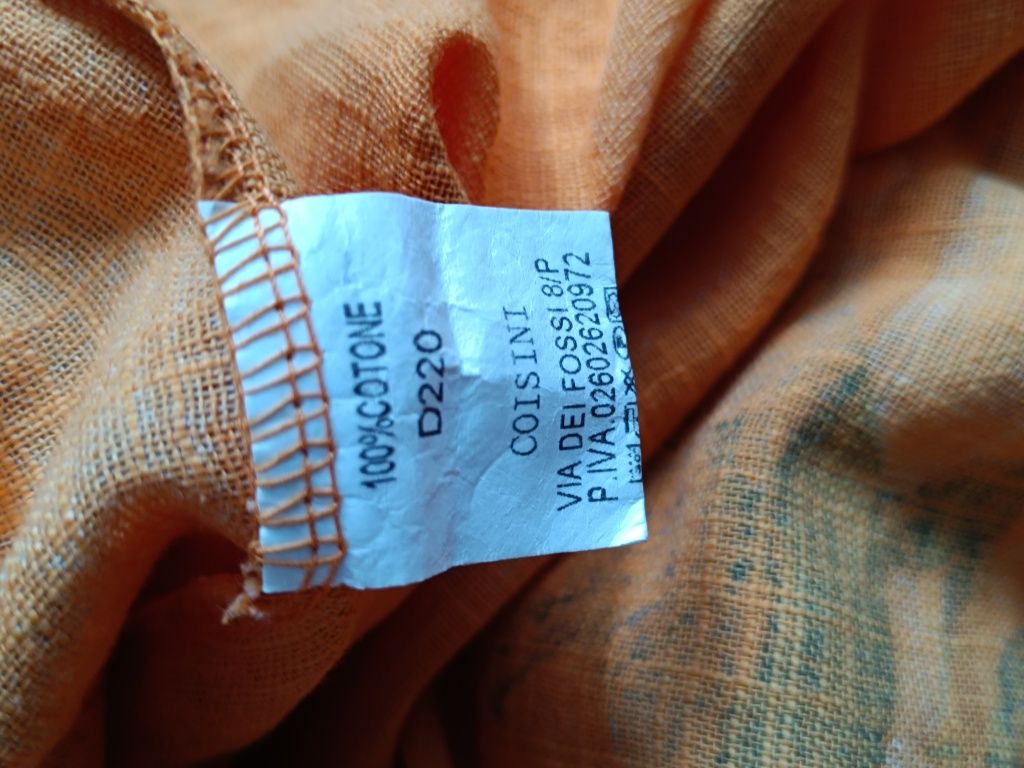 100%COTONE
D220
COISINI
VIA DEI FOSSI 8/P
P.IVA.02602620972